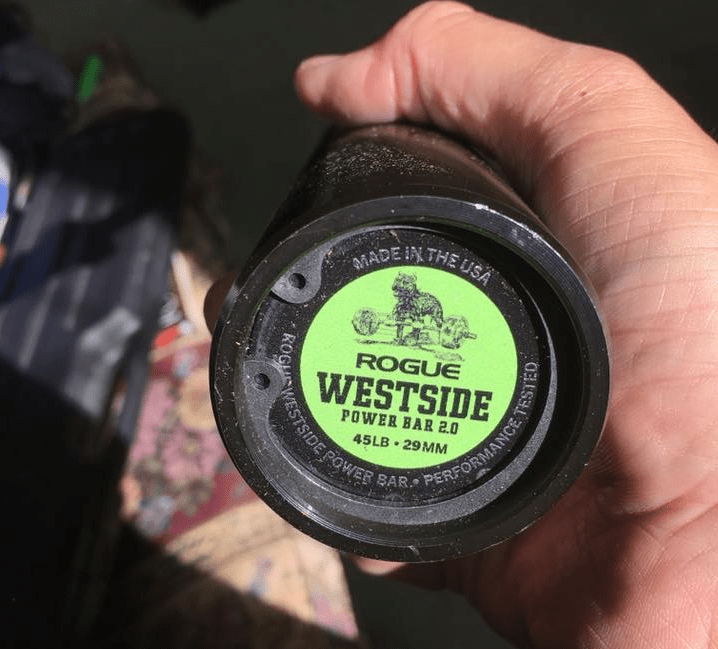 MADE IN THE USA
ROGUE
WESTSIDE
POWER BAR 2.0
45LB • 29MM
ROGUE WESTSIDE POWER BAR • PERFORMANCE TESTED